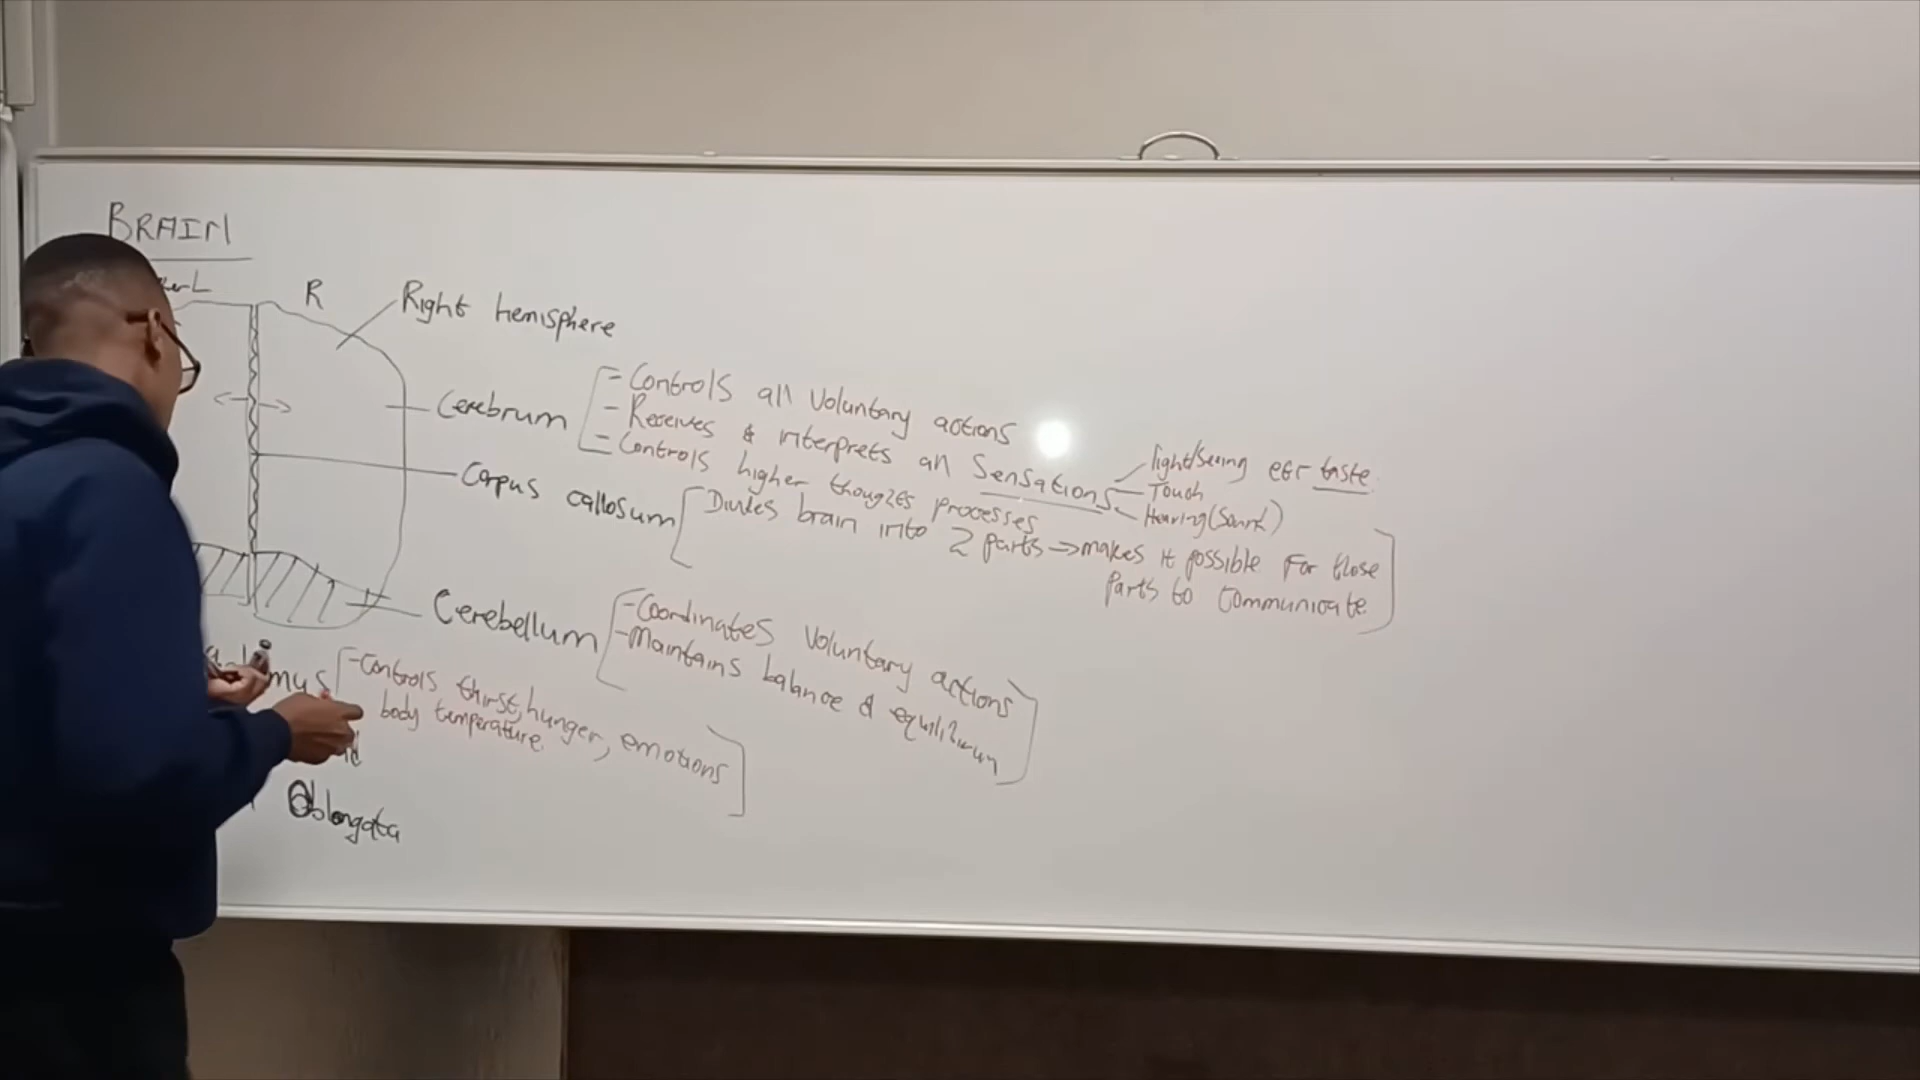 BRAIN
L
R
Right hemisphere
Cerebrum
- Controls all voluntary actions
- Receives & interprets all Sensations
- Controls higher thoughts processes
light/seeing etc taste
Touch
Hearing (Sound)
Corpus callosum
Divides brain into 2 parts → makes it possible for those
parts to communicate
Cerebellum
- Coordinates voluntary actions
- Maintains balance & equilibrium
mus
- Controls thirst, hunger, emotions
body temperature.
Oblongata